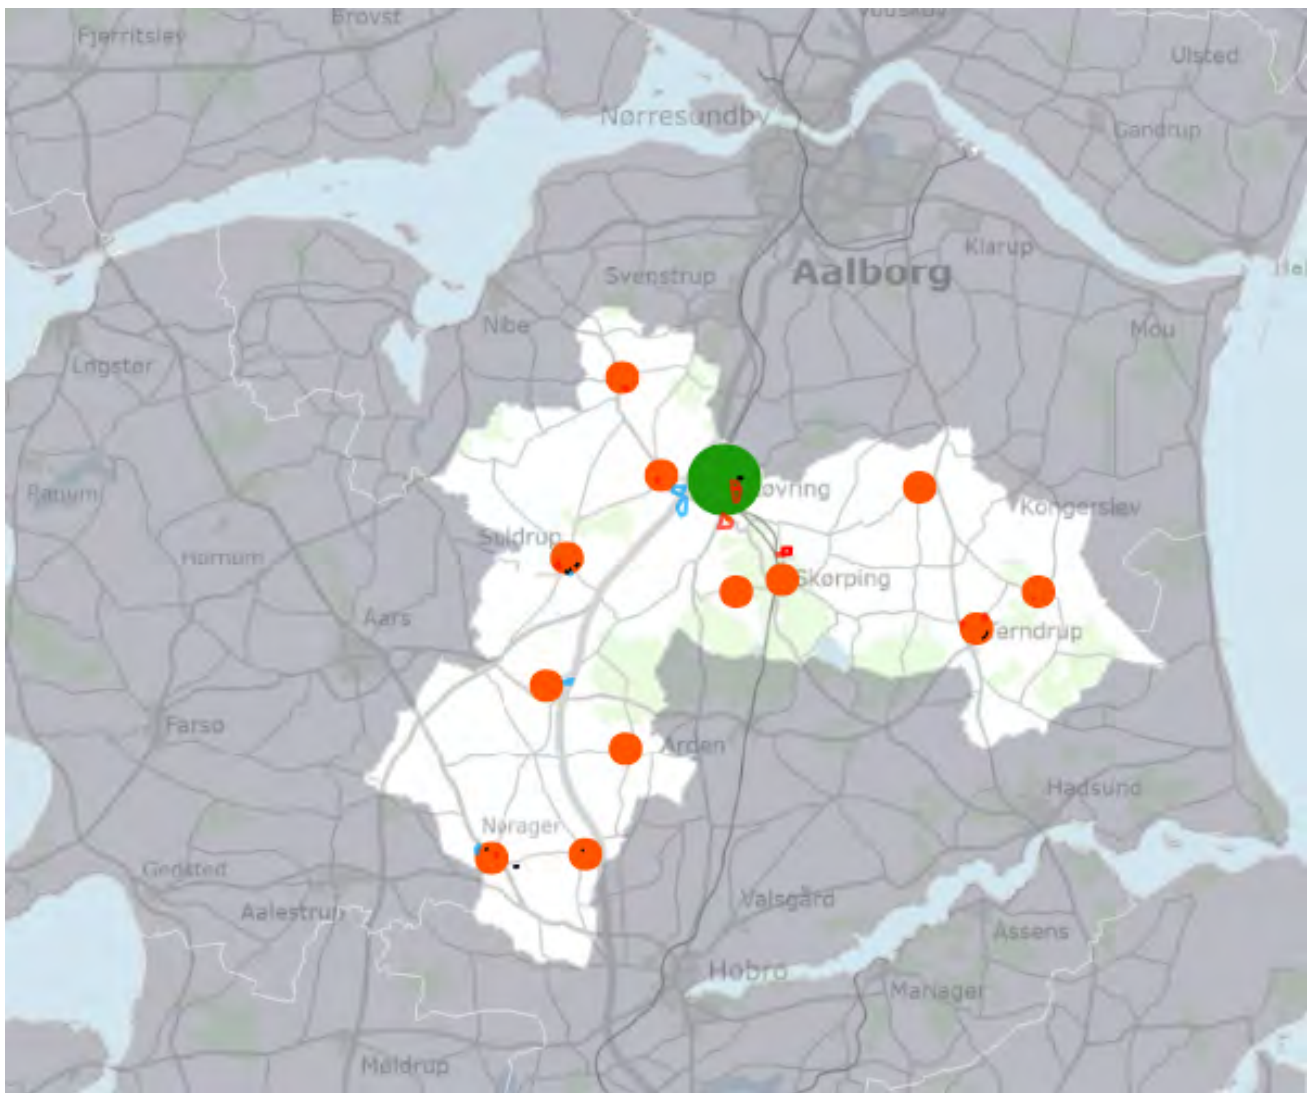 Brovst
Fjerritslev
Ulsted
Nørresundby
Gandrup
Klarup
Aalborg
Svenstrup
Nibe
Mou
Løgstør
Ranum
Kongerslev
Suldrup
Hornum
Skørping
Aars
Terndrup
Farsø
Arden
Hadsund
Nørager
Gedsted
Valsgård
Aalestrup
Assens
Hobro
Mariager
Møldrup